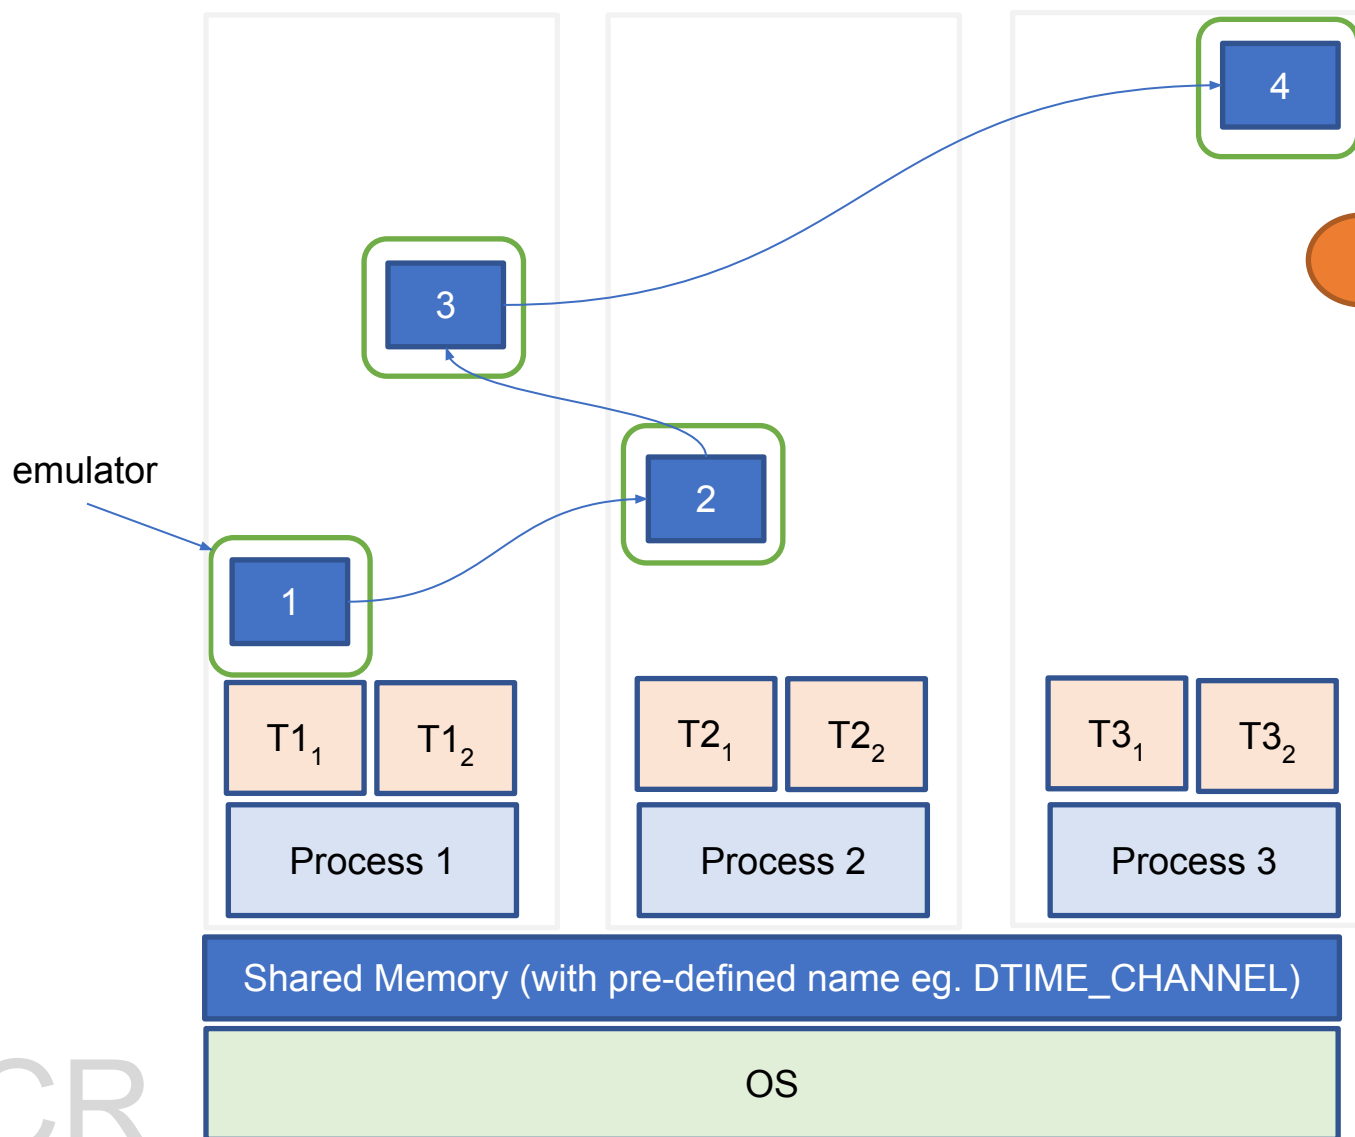 4
3
emulator
2
1
T1₁ T1₂ T2₁ T2₂ T3₁ T3₂
Process 1 Process 2 Process 3
Shared Memory (with pre-defined name eg. DTIME_CHANNEL)
OS
CR